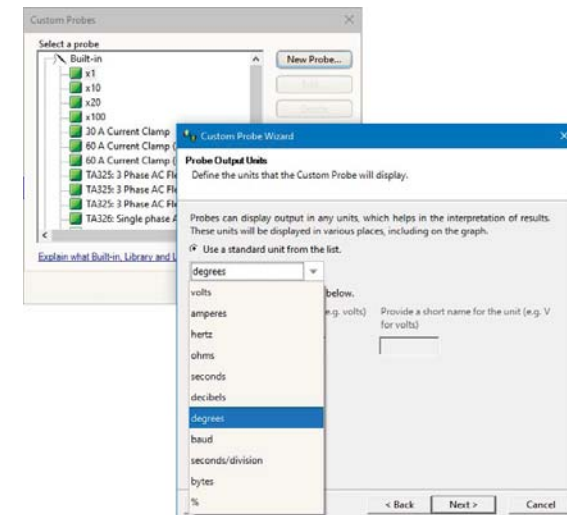 Custom Probes
Select a probe
Built-in
x1
x10
x20
x100
30 A Current Clamp
60 A Current Clamp (
60 A Current Clamp (
TA325: 3 Phase AC Fle
TA325: 3 Phase AC Fl
TA325: 3 Phase AC Fl
TA326: Single phase A
New Probe...
Explain what Built-in, Library and L
Custom Probe Wizard
Probe Output Units
Define the units that the Custom Probe will display.
Probes can display output in any units, which helps in the interpretation of results.
These units will be displayed in various places, including on the graph.
Use a standard unit from the list.
degrees
volts
amperes
hertz
ohms
seconds
decibels
degrees
baud
seconds/division
bytes
%
below.
e.g. volts)
Provide a short name for the unit (e.g. V
for volts)
< Back
Next >
Cancel